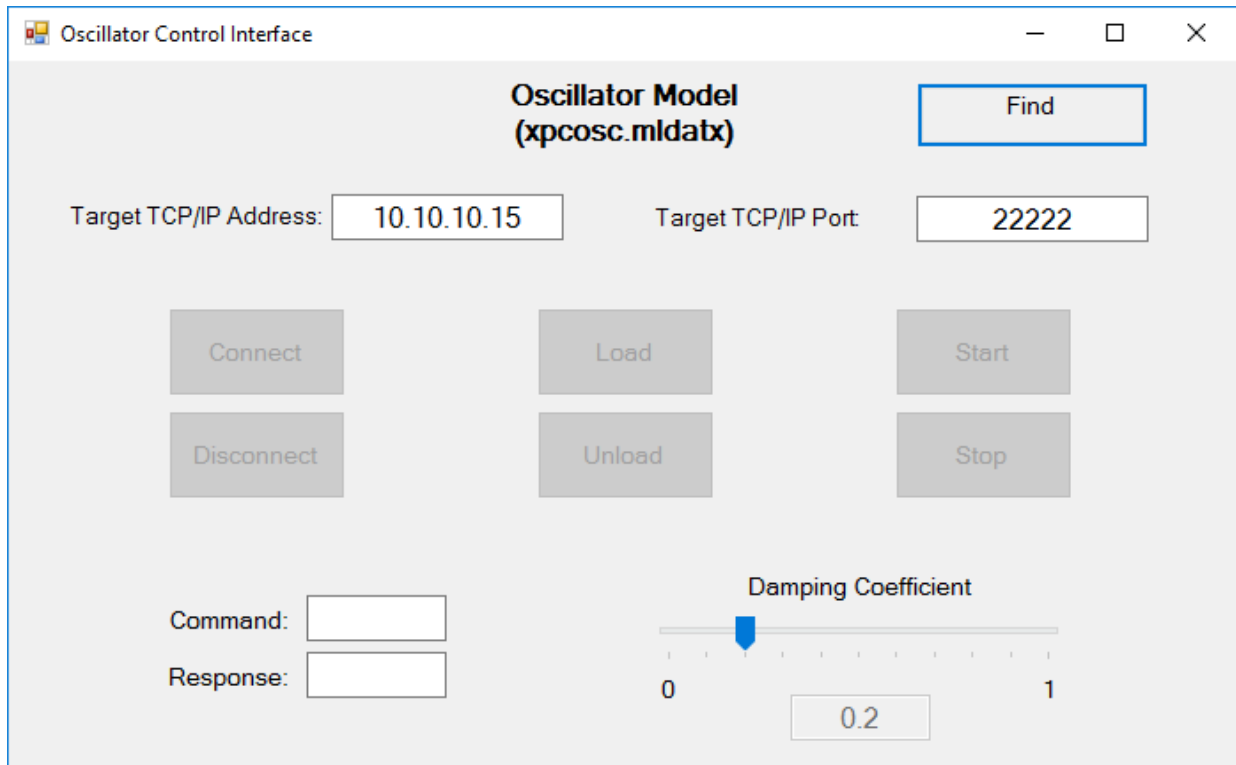 Oscillator Control Interface
Oscillator Model
(xpcosc.mldatx)
Find
Target TCP/IP Address:
10.10.10.15
Target TCP/IP Port:
22222
Connect
Load
Start
Disconnect
Unload
Stop
Damping Coefficient
Command:
Response:
0
1
0.2